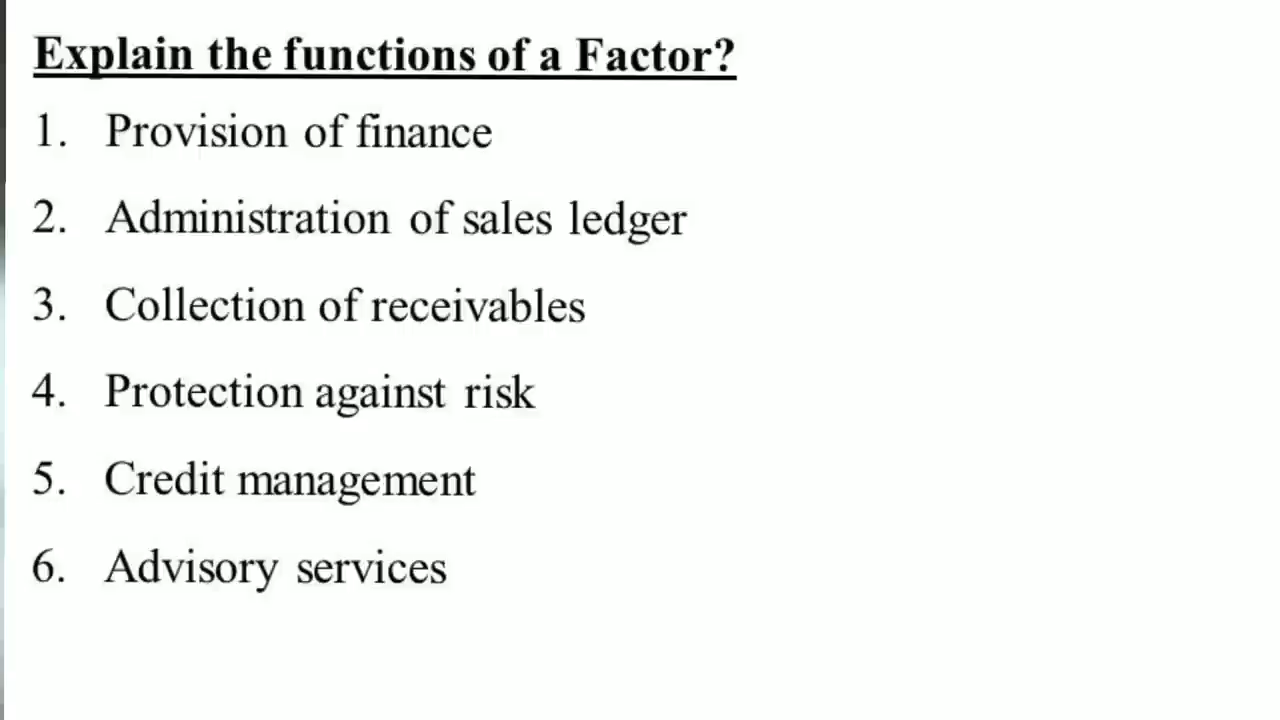 Explain the functions of a Factor?
1. Provision of finance
2. Administration of sales ledger
3. Collection of receivables
4. Protection against risk
5. Credit management
6. Advisory services